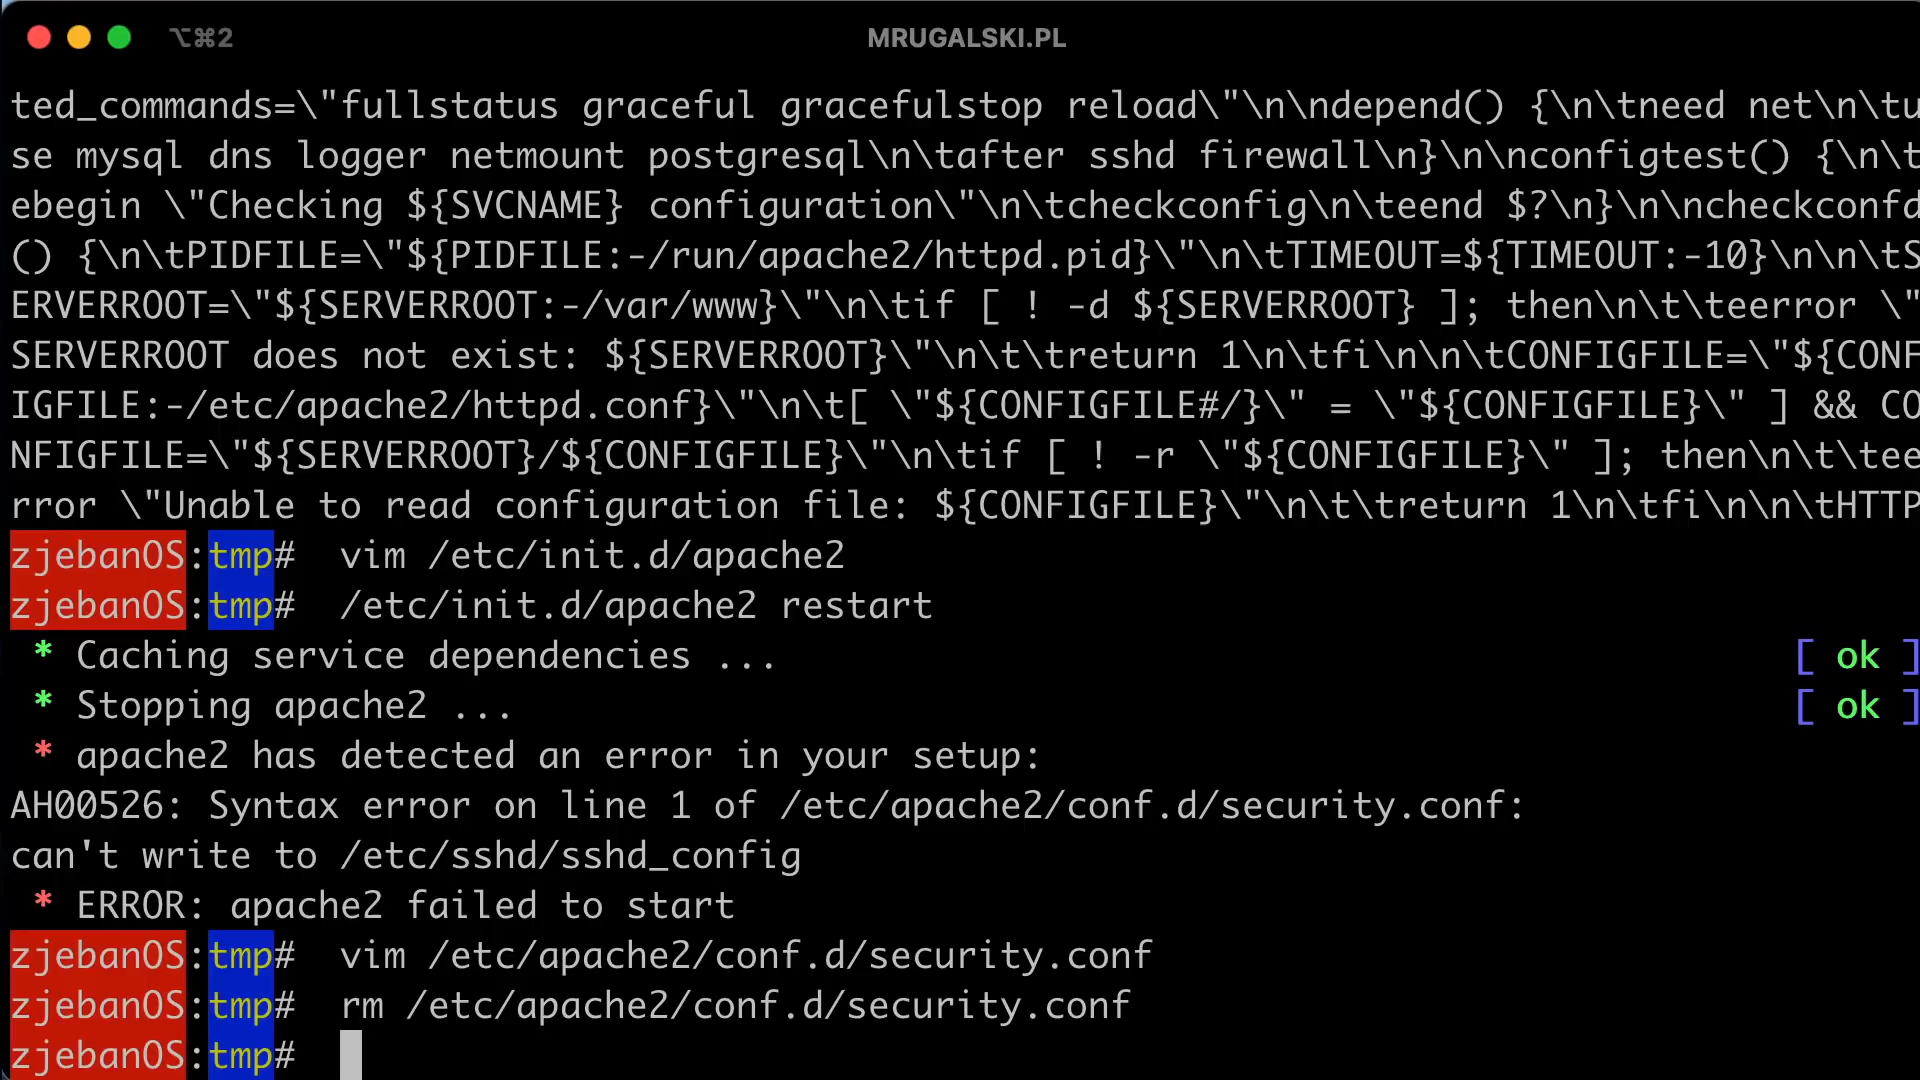 ⌥⌘2
MRUGALSKI.PL
ted_commands=\"fullstatus graceful gracefulstop reload\"\n\ndepend() {\n\tneed net\n\tu
se mysql dns logger netmount postgresql\n\tafter sshd firewall\n}\n\nconfigtest() {\n\t
ebegin \"Checking ${SVCNAME} configuration\"\n\tcheckconfig\n\teend $?\n}\n\ncheckconfd
() {\n\tPIDFILE=\"${PIDFILE:-/run/apache2/httpd.pid}\"\n\tTIMEOUT=${TIMEOUT:-10}\n\n\tS
ERVERROOT=\"${SERVERROOT:-/var/www}\"\n\tif [ ! -d ${SERVERROOT} ]; then\n\t\teerror \"
SERVERROOT does not exist: ${SERVERROOT}\"\n\t\treturn 1\n\tfi\n\n\tCONFIGFILE=\"${CONF
IGFILE:-/etc/apache2/httpd.conf}\"\n\t[ \"${CONFIGFILE#/}\" = \"${CONFIGFILE}\" ] && CO
NFIGFILE=\"${SERVERROOT}/${CONFIGFILE}\"\n\tif [ ! -r \"${CONFIGFILE}\" ]; then\n\t\tee
rror \"Unable to read configuration file: ${CONFIGFILE}\"\n\t\treturn 1\n\tfi\n\n\tHTTP
zjebanOS:tmp#  vim /etc/init.d/apache2
zjebanOS:tmp#  /etc/init.d/apache2 restart
 * Caching service dependencies ... [ ok ]
 * Stopping apache2 ... [ ok ]
 * apache2 has detected an error in your setup:
AH00526: Syntax error on line 1 of /etc/apache2/conf.d/security.conf:
can't write to /etc/sshd/sshd_config
 * ERROR: apache2 failed to start
zjebanOS:tmp#  vim /etc/apache2/conf.d/security.conf
zjebanOS:tmp#  rm /etc/apache2/conf.d/security.conf
zjebanOS:tmp#